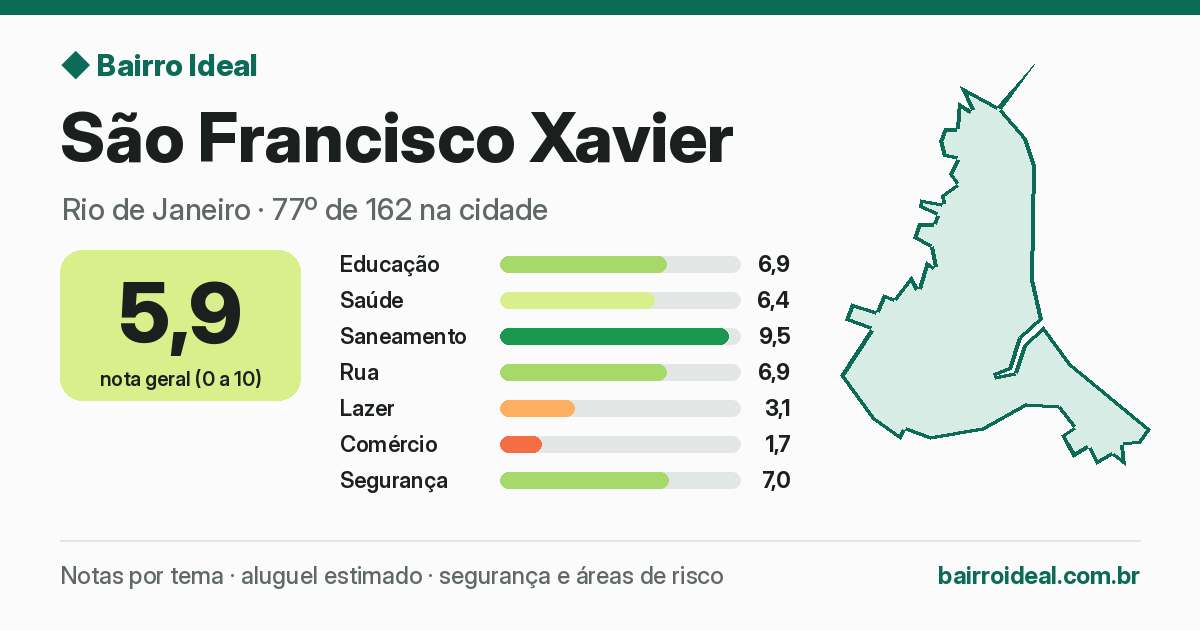 Bairro Ideal
São Francisco Xavier
Rio de Janeiro · 77º de 162 na cidade
5,9
nota geral (0 a 10)
Educação 6,9
Saúde 6,4
Saneamento 9,5
Rua 6,9
Lazer 3,1
Comércio 1,7
Segurança 7,0
Notas por tema · aluguel estimado · segurança e áreas de risco
bairroideal.com.br